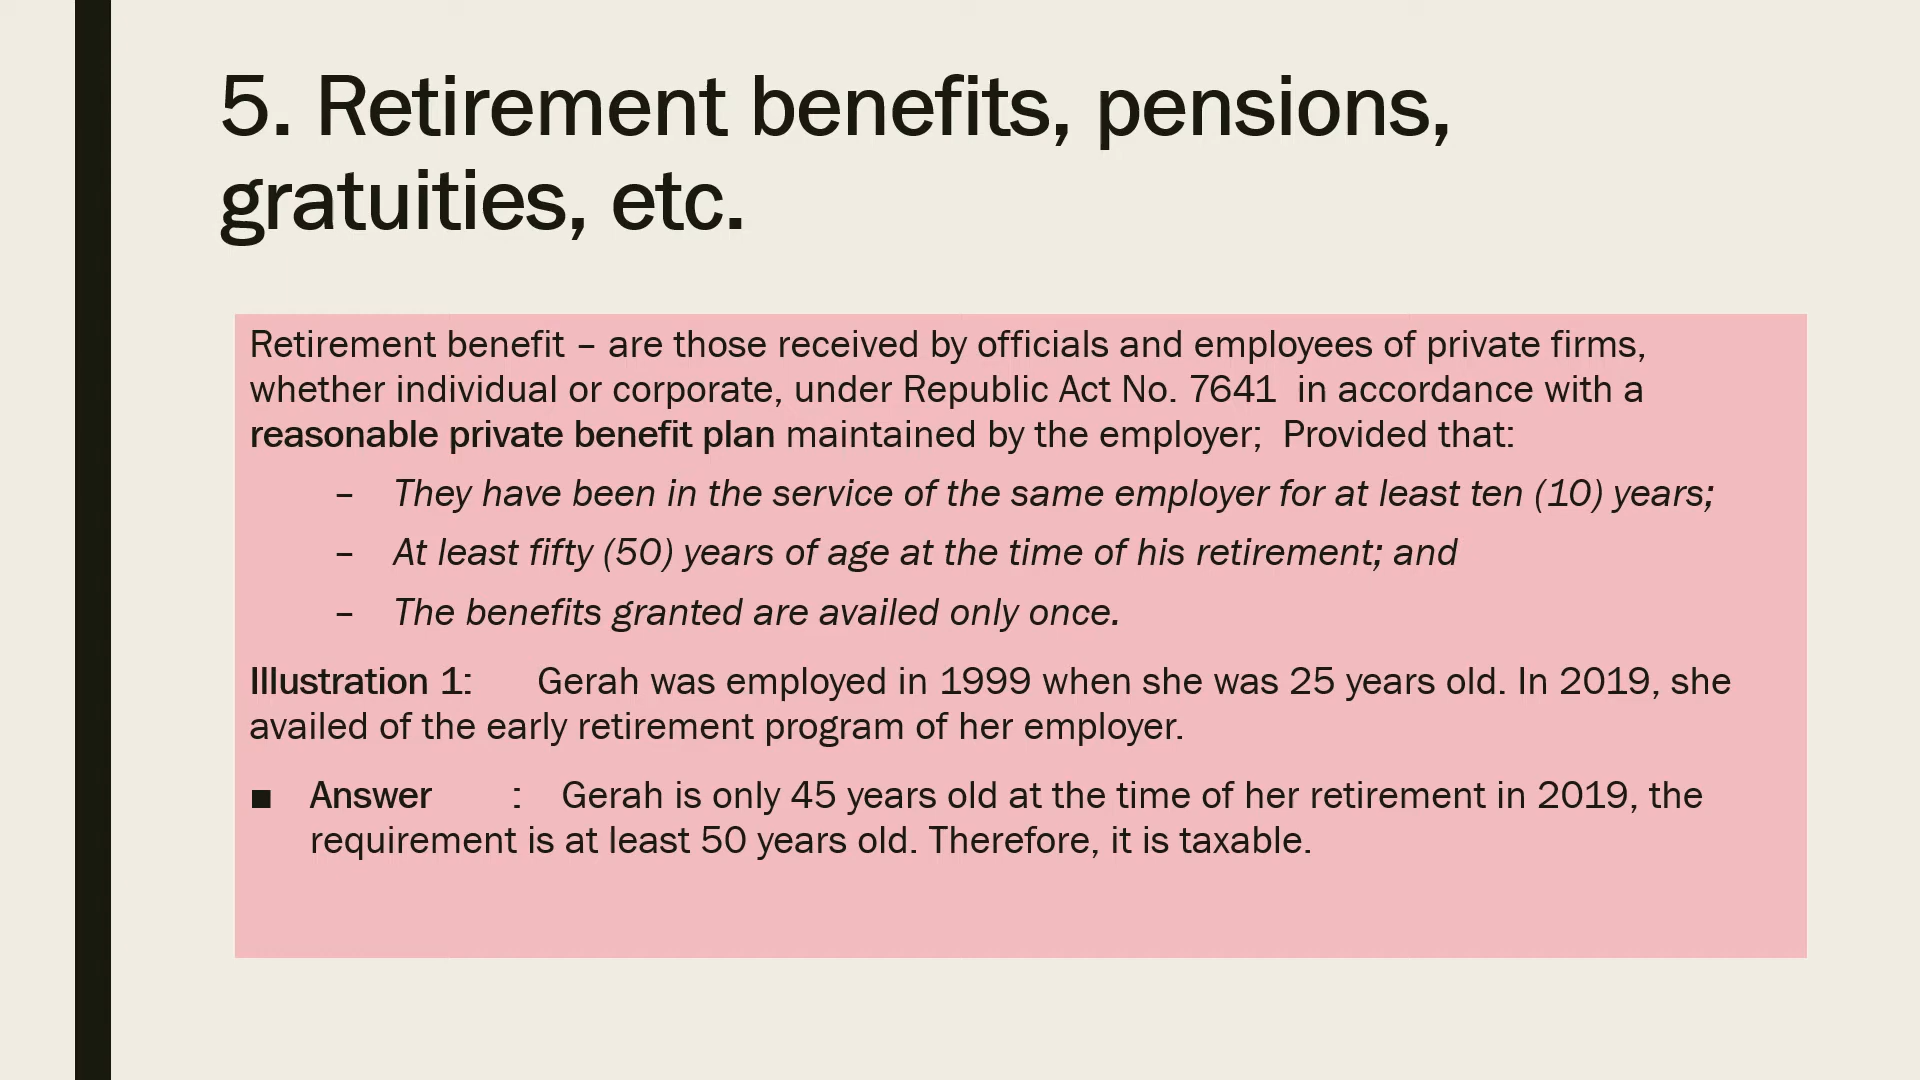 5. Retirement benefits, pensions,
gratuities, etc.
Retirement benefit – are those received by officials and employees of private firms,
whether individual or corporate, under Republic Act No. 7641  in accordance with a
reasonable private benefit plan maintained by the employer;  Provided that:
– They have been in the service of the same employer for at least ten (10) years;
– At least fifty (50) years of age at the time of his retirement; and
– The benefits granted are availed only once.
Illustration 1: Gerah was employed in 1999 when she was 25 years old. In 2019, she
availed of the early retirement program of her employer.
■ Answer : Gerah is only 45 years old at the time of her retirement in 2019, the
requirement is at least 50 years old. Therefore, it is taxable.